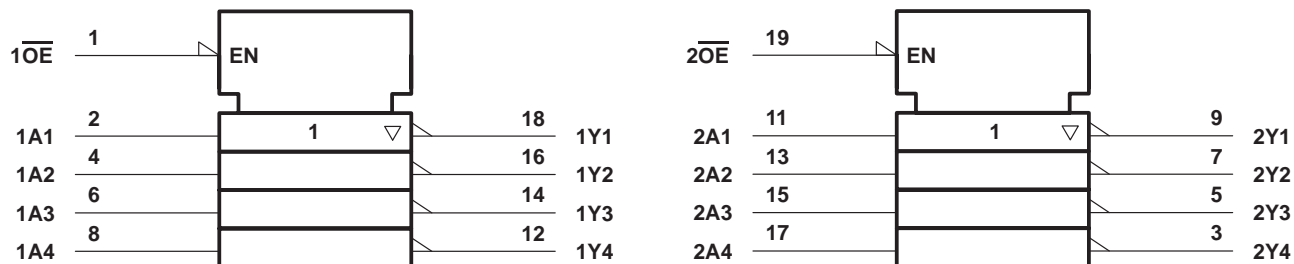 1O̅E̅ 1 EN
1A1 2 1 ▽ 18 1Y1
1A2 4 16 1Y2
1A3 6 14 1Y3
1A4 8 12 1Y4
2O̅E̅ 19 EN
2A1 11 1 ▽ 9 2Y1
2A2 13 7 2Y2
2A3 15 5 2Y3
2A4 17 3 2Y4